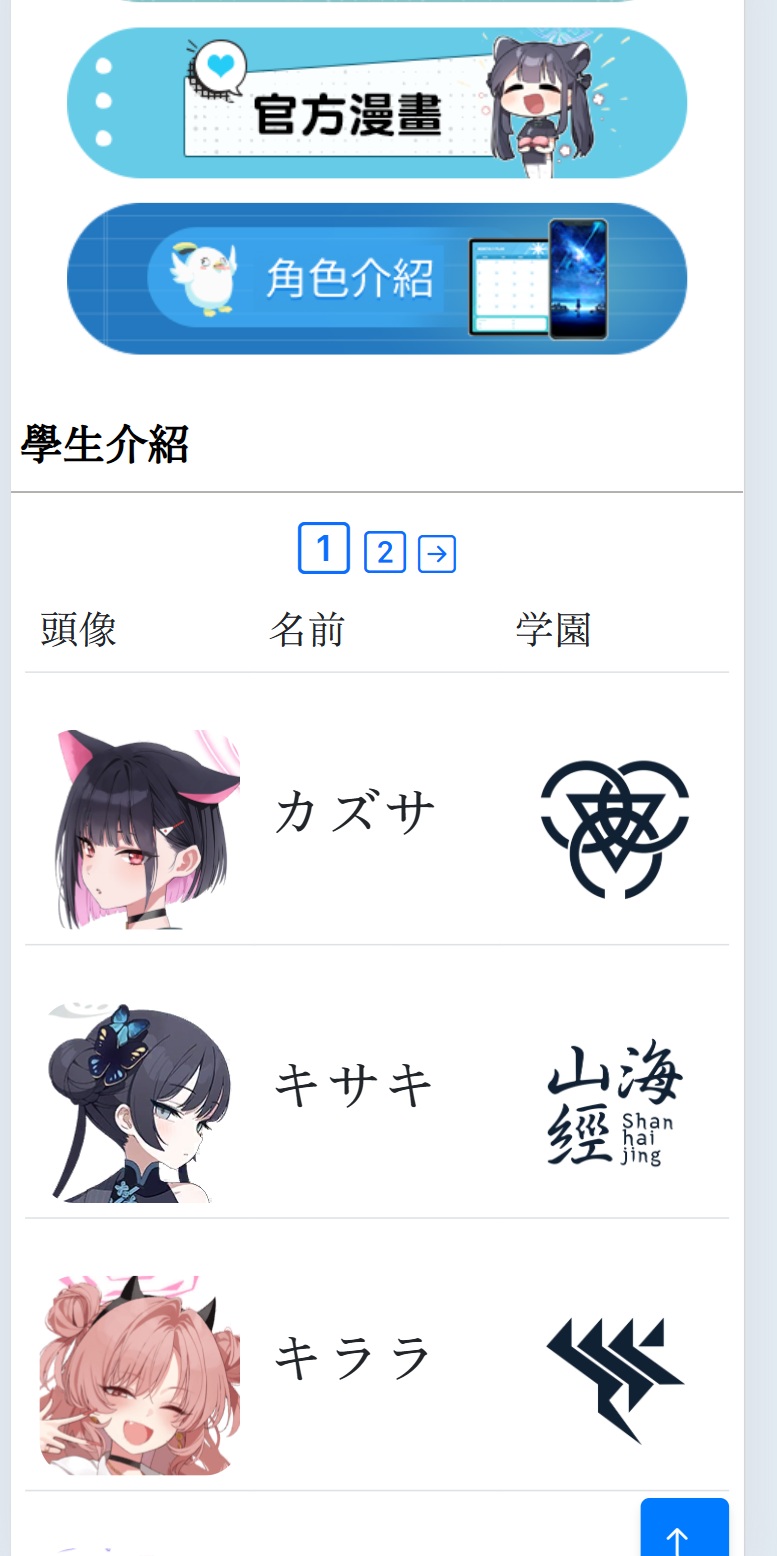 官方漫畫
角色介紹
學生介紹
1 2 →
頭像 名前 学園
カズサ
キサキ
山海
經 Shan
hai
jing
キララ
↑